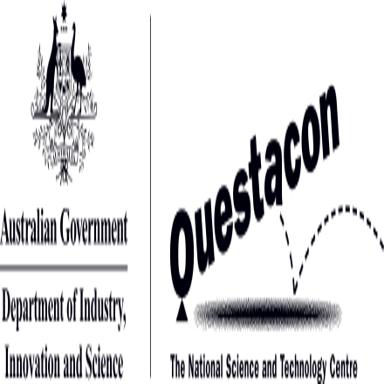 Australian Government
Department of Industry,
Innovation and Science
Questacon
The National Science and Technology Centre